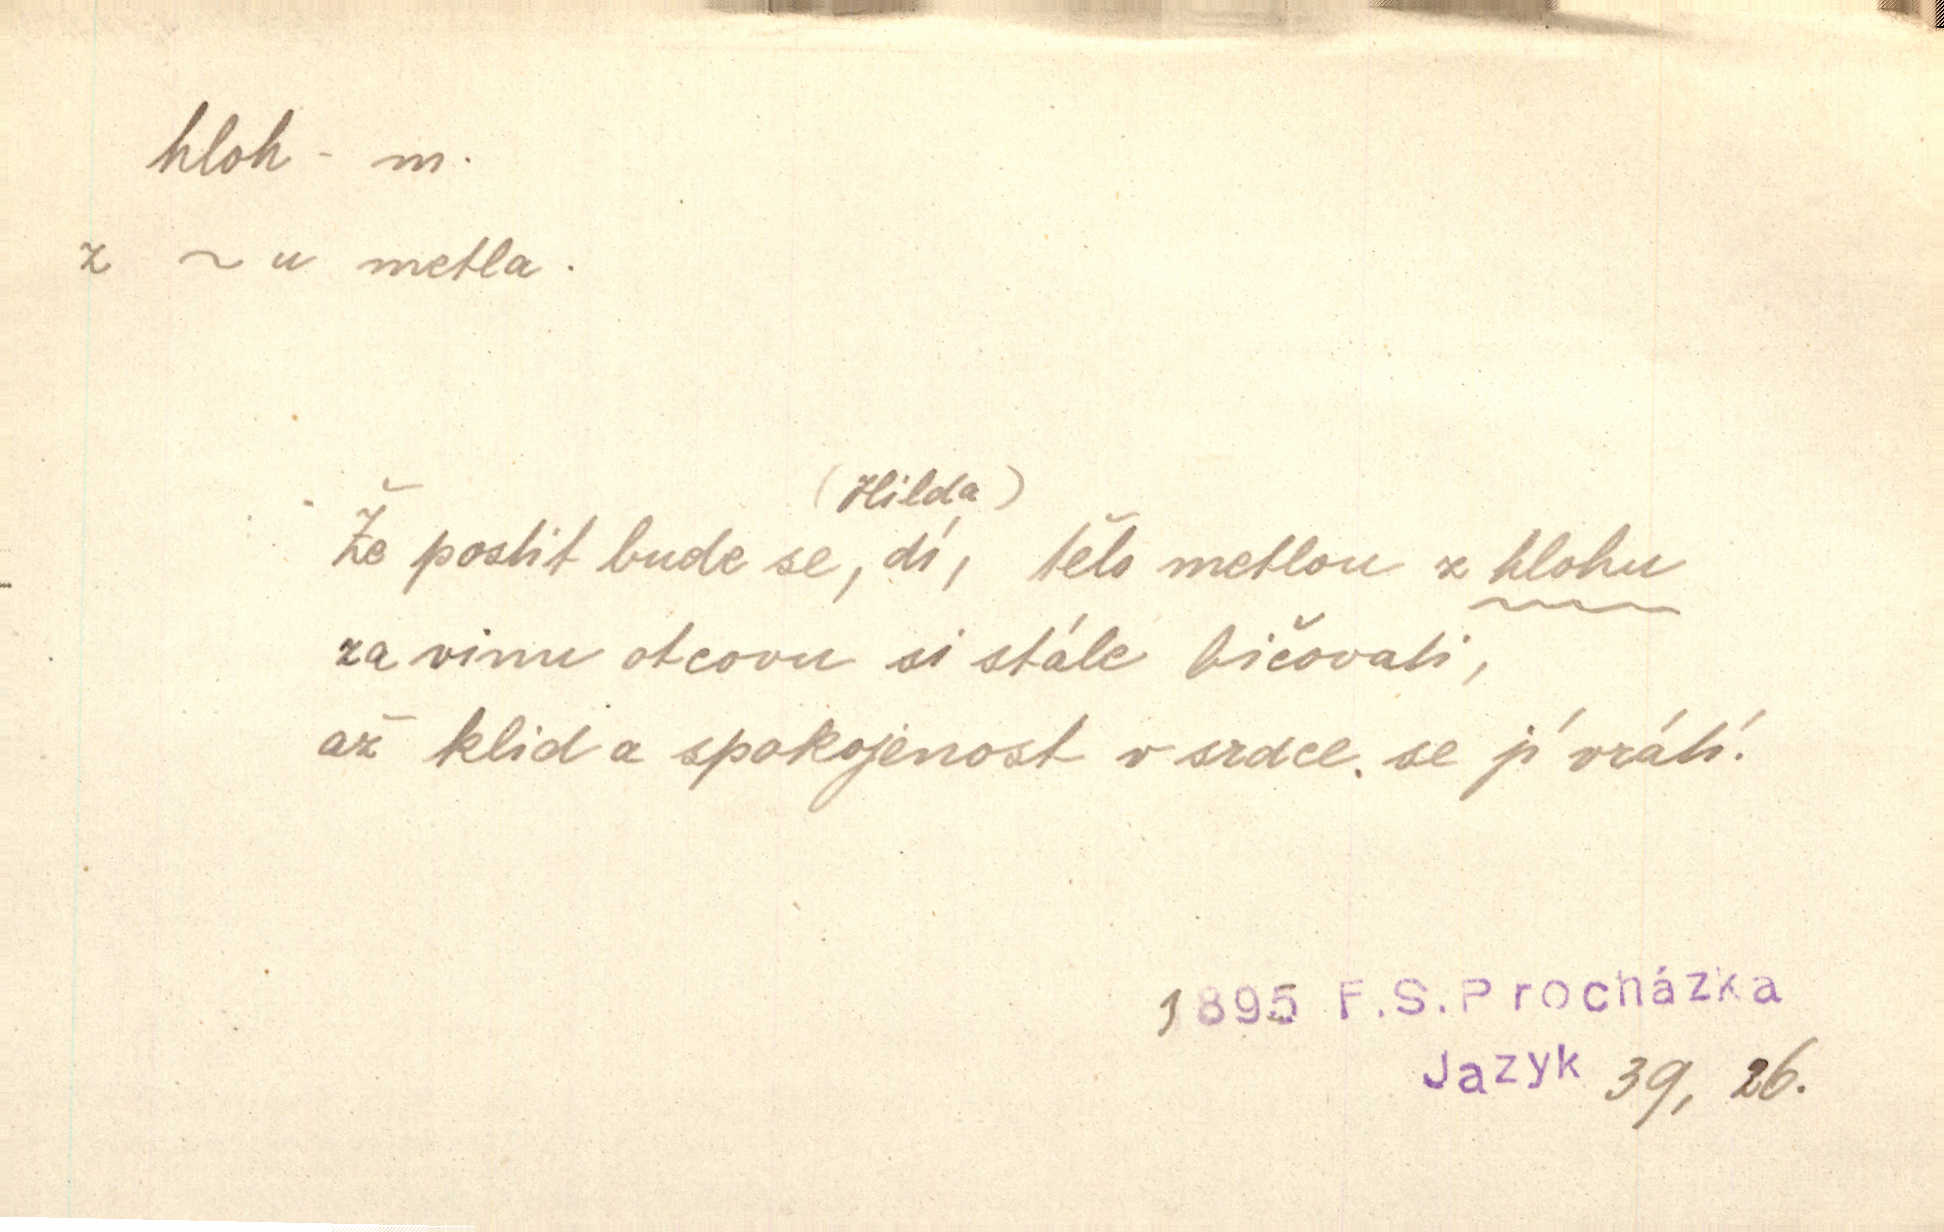 hloh - m.
z ~u metla.
(Hilda)
Že postit bude se, dí, tělo metlou z hlohu
za vinu otcovu si stále bičovati,
až klid a spokojenost v srdce se jí vrátí.
1895 F.S.Procházka
Jazyk 39, 26.